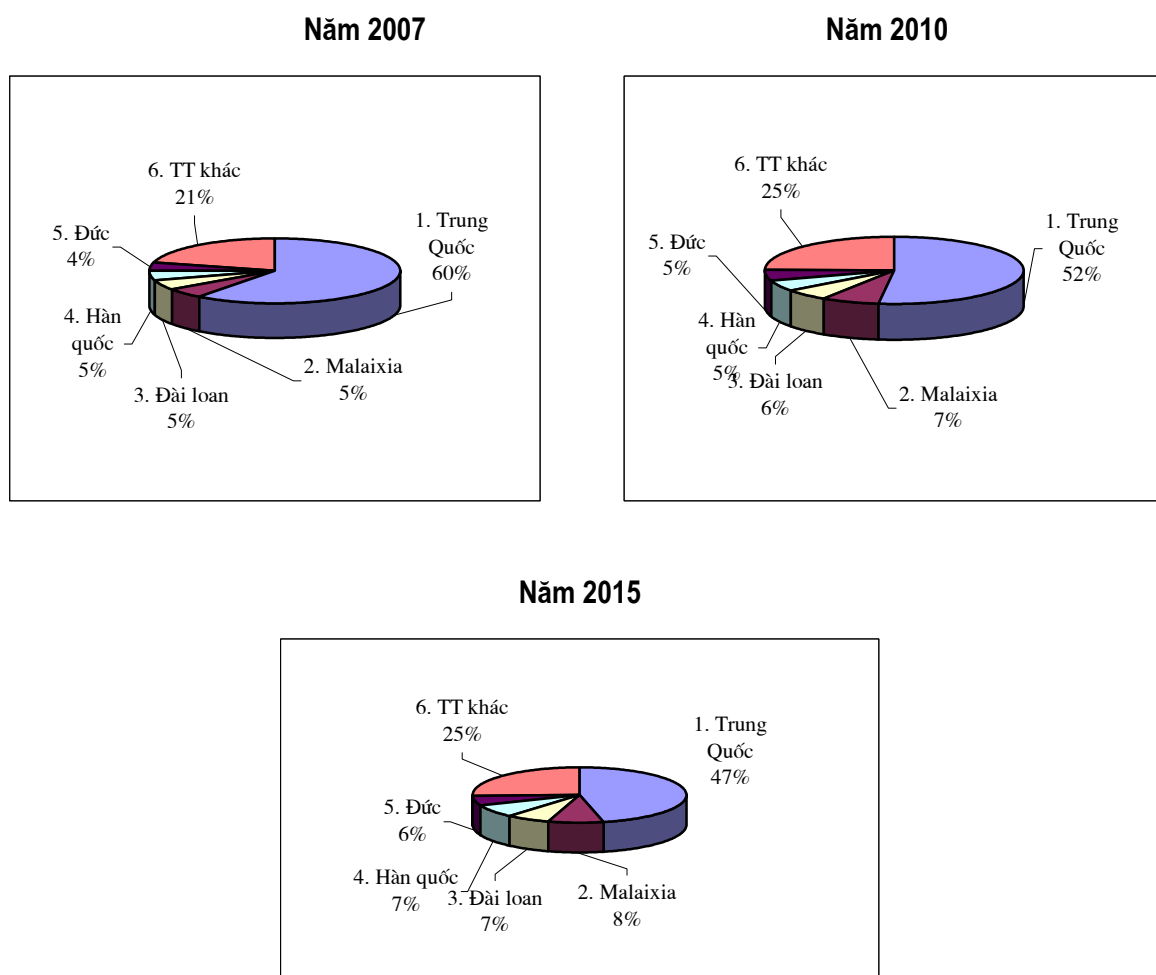 Năm 2007
6. TT khác
21%
1. Trung
Quốc
60%
5. Đức
4%
4. Hàn
quốc
5%
3. Đài loan
5%
2. Malaixia
5%
Năm 2010
6. TT khác
25%
1. Trung
Quốc
52%
5. Đức
5%
4. Hàn
quốc
5%
3. Đài loan
6%
2. Malaixia
7%
Năm 2015
6. TT khác
25%
1. Trung
Quốc
47%
5. Đức
6%
4. Hàn quốc
7%
3. Đài loan
7%
2. Malaixia
8%